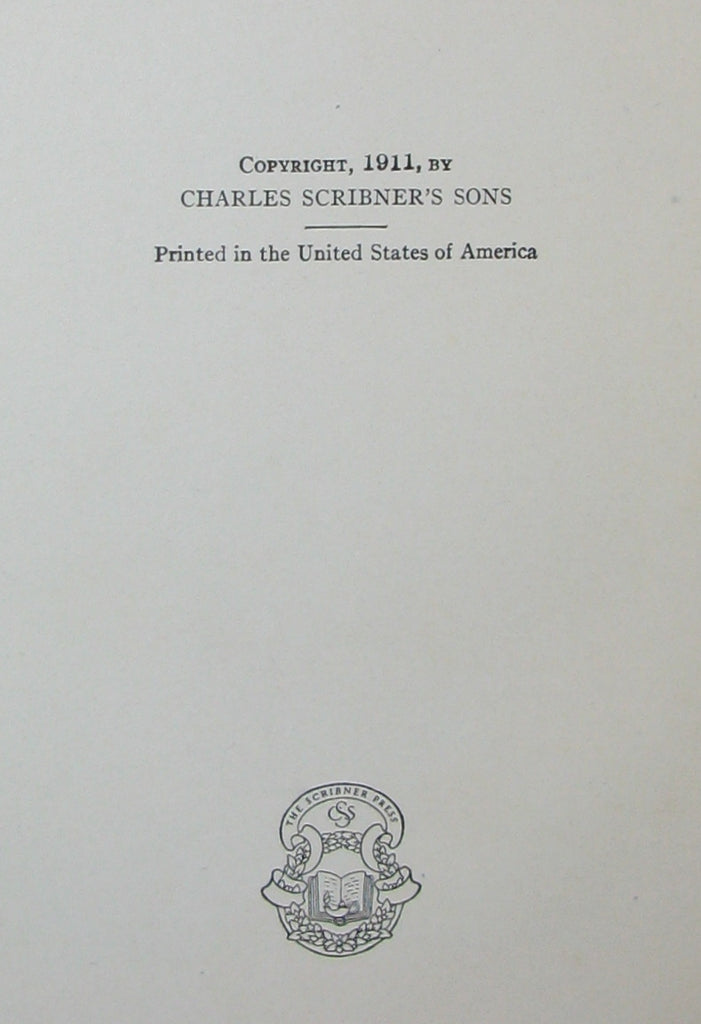 COPYRIGHT, 1911, BY
CHARLES SCRIBNER'S SONS
Printed in the United States of America
THE SCRIBNER PRESS
CSS